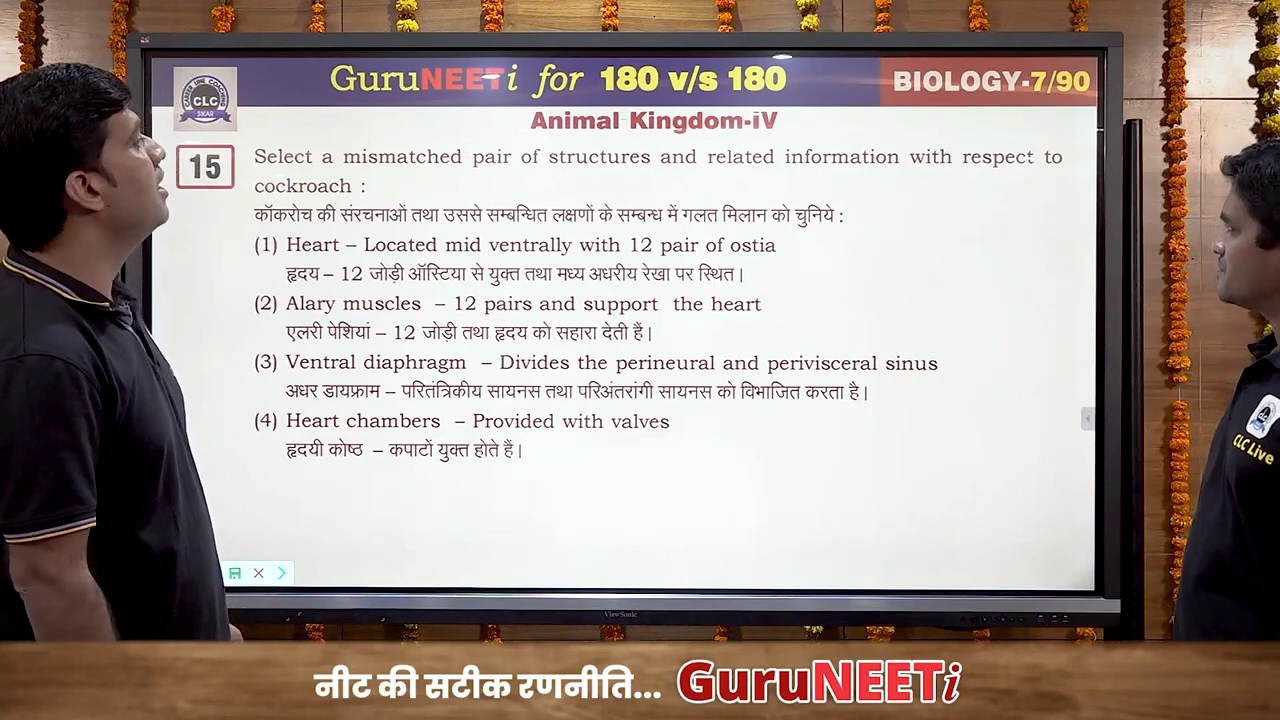 GuruNEETi for 180 v/s 180
BIOLOGY-7/90
CLC
SIKAR
Animal Kingdom-iV
15
Select a mismatched pair of structures and related information with respect to
cockroach :
कॉकरोच की संरचनाओं तथा उससे सम्बन्धित लक्षणों के सम्बन्ध में गलत मिलान को चुनिये :
(1) Heart – Located mid ventrally with 12 pair of ostia
हृदय – 12 जोड़ी ऑस्टिया से युक्त तथा मध्य अधरीय रेखा पर स्थित।
(2) Alary muscles – 12 pairs and support the heart
एलरी पेशियां – 12 जोड़ी तथा हृदय को सहारा देती हैं।
(3) Ventral diaphragm – Divides the perineural and perivisceral sinus
अधर डायफ्राम – परितंत्रिकीय सायनस तथा परिअंतरांगी सायनस को विभाजित करता है।
(4) Heart chambers – Provided with valves
हृदयी कोष्ठ – कपाटों युक्त होते हैं।
CLC Live
ViewSonic
नीट की सटीक रणनीति... GuruNEETi